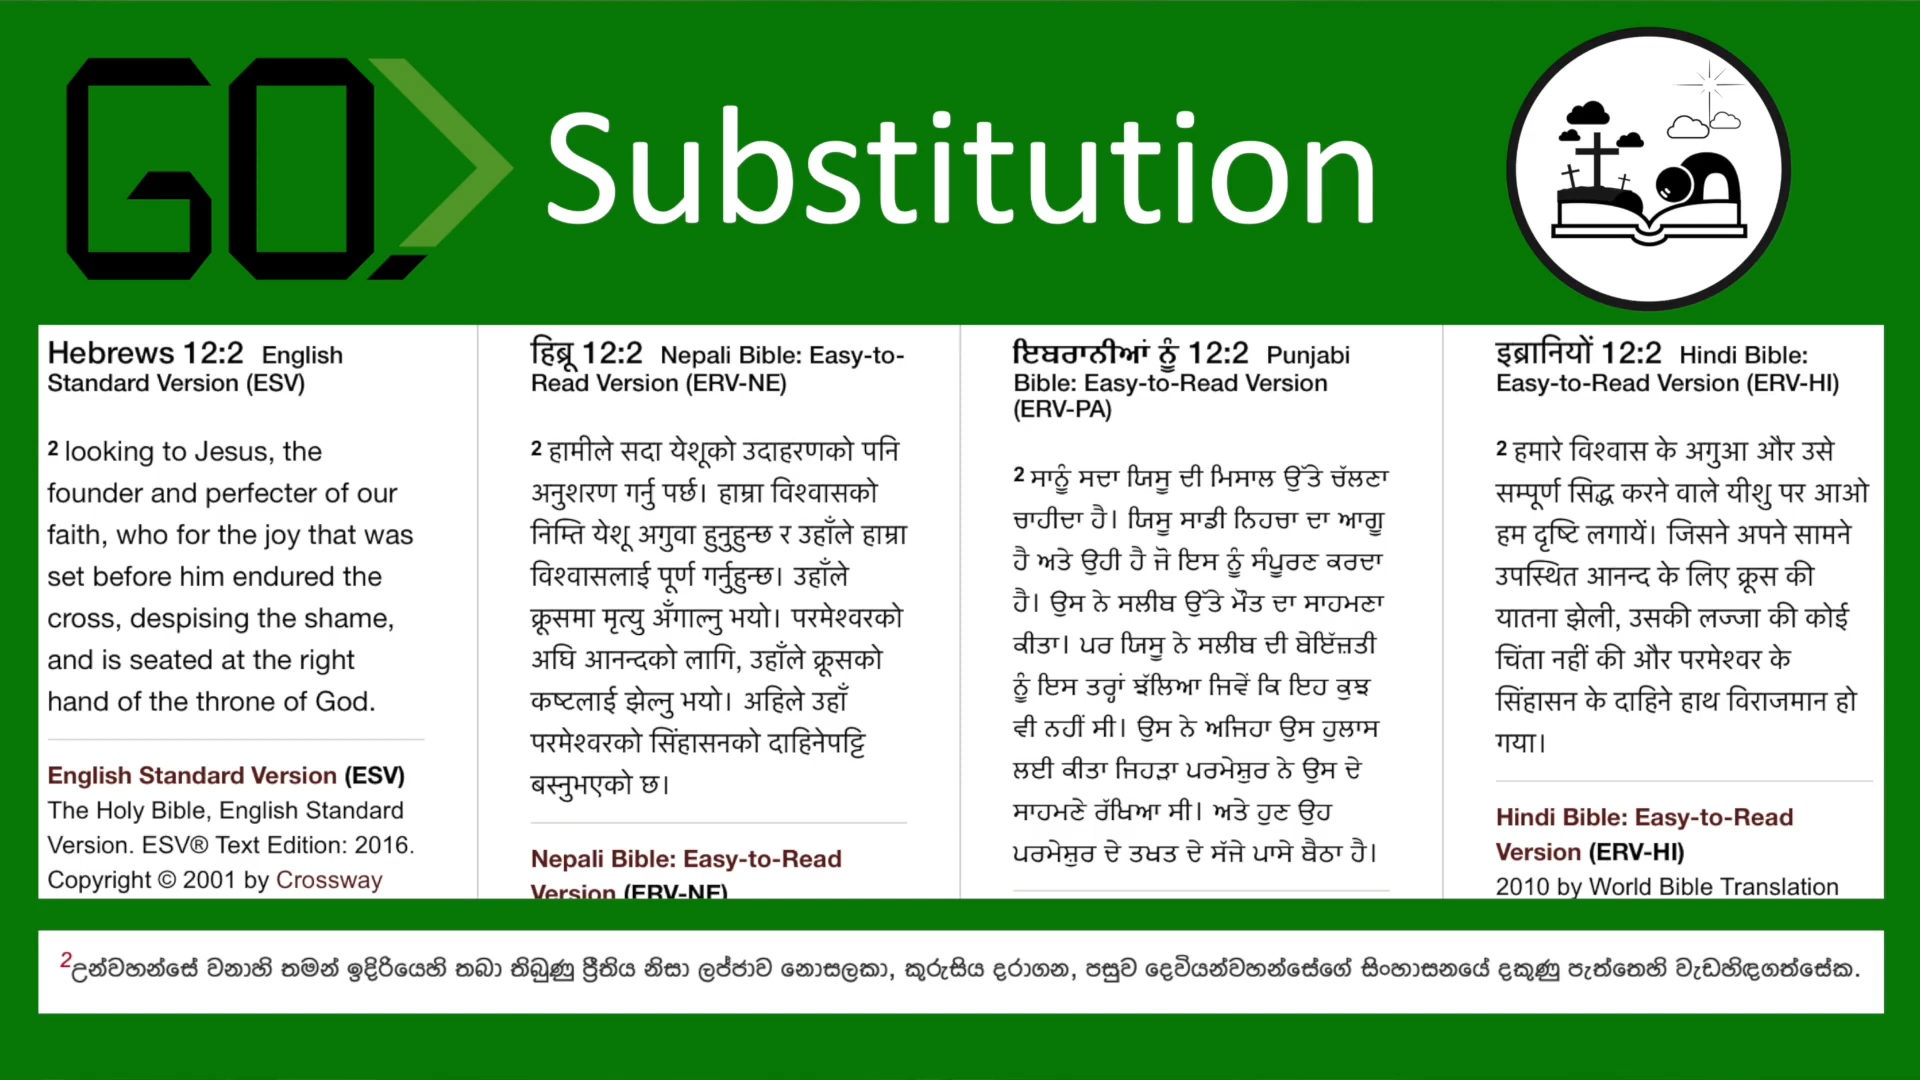 GO
Substitution
Hebrews 12:2 English
Standard Version (ESV)
2 looking to Jesus, the
founder and perfecter of our
faith, who for the joy that was
set before him endured the
cross, despising the shame,
and is seated at the right
hand of the throne of God.
English Standard Version (ESV)
The Holy Bible, English Standard
Version. ESV® Text Edition: 2016.
Copyright © 2001 by Crossway
हिब्रू 12:2 Nepali Bible: Easy-to-
Read Version (ERV-NE)
2 हामीले सदा येशूको उदाहरणको पनि
अनुशरण गर्नु पर्छ। हाम्रा विश्वासको
निम्ति येशू अगुवा हुनुहुन्छ र उहाँले हाम्रा
विश्वासलाई पूर्ण गर्नुहुन्छ। उहाँले
क्रूसमा मृत्यु अँगाल्नु भयो। परमेश्वरको
अघि आनन्दको लागि, उहाँले क्रूसको
कष्टलाई झेल्नु भयो। अहिले उहाँ
परमेश्वरको सिंहासनको दाहिनेपट्टि
बस्नुभएको छ।
Nepali Bible: Easy-to-Read
Version (ERV-NE)
ਇਬਰਾਨੀਆਂ ਨੂੰ 12:2 Punjabi
Bible: Easy-to-Read Version
(ERV-PA)
2 ਸਾਨੂੰ ਸਦਾ ਯਿਸੂ ਦੀ ਮਿਸਾਲ ਉੱਤੇ ਚੱਲਣਾ
ਚਾਹੀਦਾ ਹੈ। ਯਿਸੂ ਸਾਡੀ ਨਿਹਚਾ ਦਾ ਆਗੂ
ਹੈ ਅਤੇ ਉਹੀ ਹੈ ਜੋ ਇਸ ਨੂੰ ਸੰਪੂਰਣ ਕਰਦਾ
ਹੈ। ਉਸ ਨੇ ਸਲੀਬ ਉੱਤੇ ਮੌਤ ਦਾ ਸਾਹਮਣਾ
ਕੀਤਾ। ਪਰ ਯਿਸੂ ਨੇ ਸਲੀਬ ਦੀ ਬੇਇੱਜ਼ਤੀ
ਨੂੰ ਇਸ ਤਰ੍ਹਾਂ ਝੱਲਿਆ ਜਿਵੇਂ ਕਿ ਇਹ ਕੁਝ
ਵੀ ਨਹੀਂ ਸੀ। ਉਸ ਨੇ ਅਜਿਹਾ ਉਸ ਹੁਲਾਸ
ਲਈ ਕੀਤਾ ਜਿਹੜਾ ਪਰਮੇਸ਼ੁਰ ਨੇ ਉਸ ਦੇ
ਸਾਹਮਣੇ ਰੱਖਿਆ ਸੀ। ਅਤੇ ਹੁਣ ਉਹ
ਪਰਮੇਸ਼ੁਰ ਦੇ ਤਖਤ ਦੇ ਸੱਜੇ ਪਾਸੇ ਬੈਠਾ ਹੈ।
इब्रानियों 12:2 Hindi Bible:
Easy-to-Read Version (ERV-HI)
2 हमारे विश्वास के अगुआ और उसे
सम्पूर्ण सिद्ध करने वाले यीशु पर आओ
हम दृष्टि लगायें। जिसने अपने सामने
उपस्थित आनन्द के लिए क्रूस की
यातना झेली, उसकी लज्जा की कोई
चिंता नहीं की और परमेश्वर के
सिंहासन के दाहिने हाथ विराजमान हो
गया।
Hindi Bible: Easy-to-Read
Version (ERV-HI)
2010 by World Bible Translation
2උන්වහන්සේ වනාහි තමන් ඉදිරියෙහි තබා තිබුණු ප්‍රීතිය නිසා ලජ්ජාව නොසලකා, කුරුසිය දරාගන, පසුව දෙවියන්වහන්සේගේ සිංහාසනයේ දකුණු පැත්තෙහි වැඩහිඳගත්සේක.